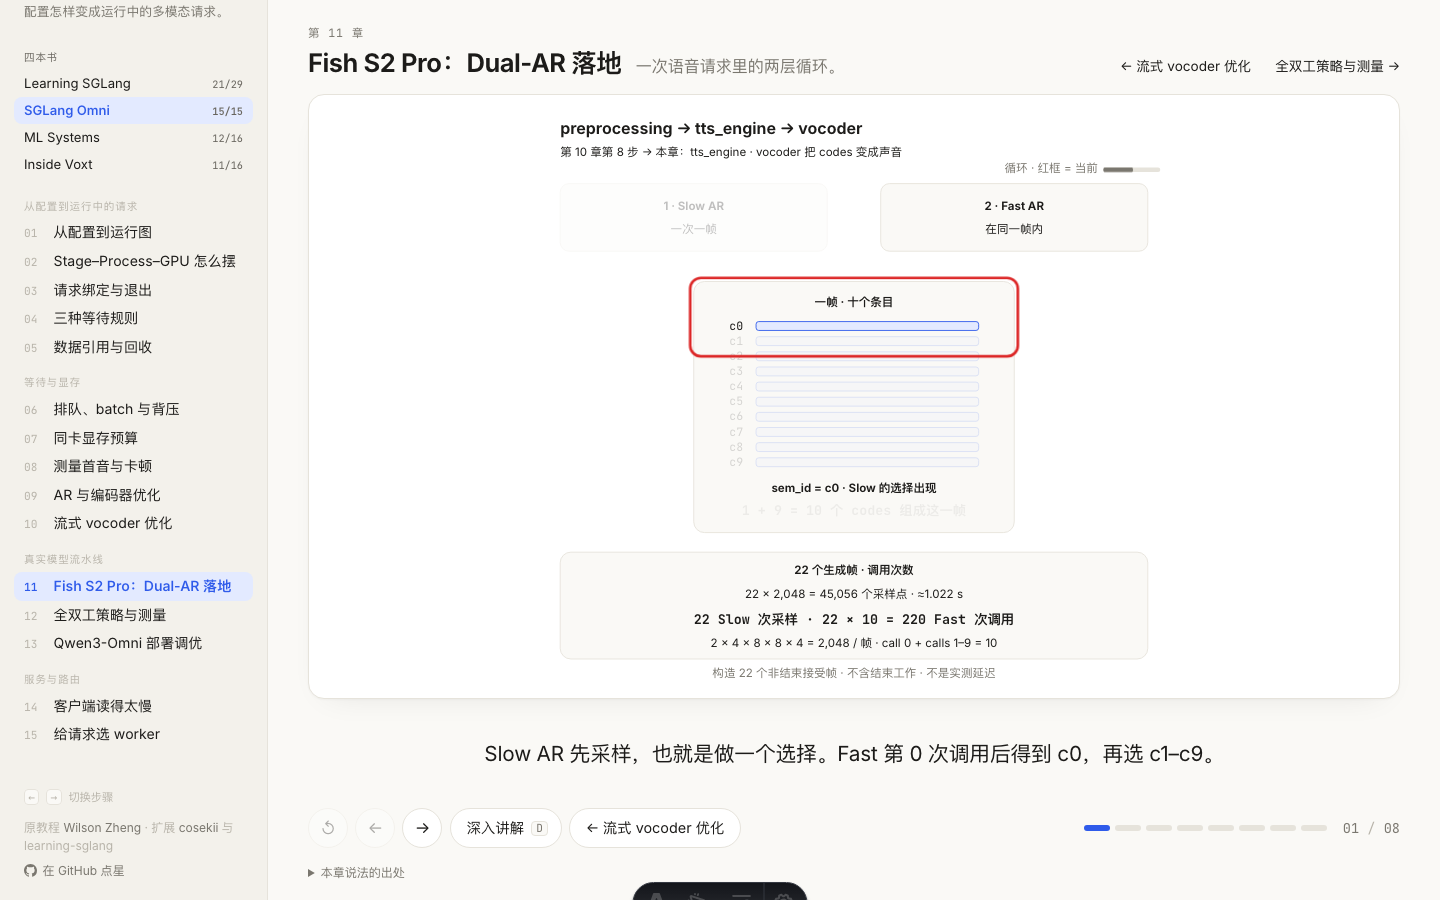 配置怎样变成运行中的多模态请求。
四本书
Learning SGLang 21/29
SGLang Omni 15/15
ML Systems 12/16
Inside Voxt 11/16
从配置到运行中的请求
01 从配置到运行图
02 Stage–Process–GPU 怎么摆
03 请求绑定与退出
04 三种等待规则
05 数据引用与回收
等待与显存
06 排队、batch 与背压
07 同卡显存预算
08 测量首音与卡顿
09 AR 与编码器优化
10 流式 vocoder 优化
真实模型流水线
11 Fish S2 Pro：Dual-AR 落地
12 全双工策略与测量
13 Qwen3-Omni 部署调优
服务与路由
14 客户端读得太慢
15 给请求选 worker
← → 切换步骤
原教程 Wilson Zheng · 扩展 cosekii 与
learning-sglang
在 GitHub 点星
第 11 章
Fish S2 Pro：Dual-AR 落地 一次语音请求里的两层循环。
← 流式 vocoder 优化 全双工策略与测量 →
preprocessing → tts_engine → vocoder
第 10 章第 8 步 → 本章：tts_engine · vocoder 把 codes 变成声音
循环 · 红框 = 当前
1 · Slow AR
一次一帧
2 · Fast AR
在同一帧内
一帧 · 十个条目
c0
c1
c2
c3
c4
c5
c6
c7
c8
c9
sem_id = c0 · Slow 的选择出现
1 + 9 = 10 个 codes 组成这一帧
22 个生成帧 · 调用次数
22 × 2,048 = 45,056 个采样点 · ≈1.022 s
22 Slow 次采样 · 22 × 10 = 220 Fast 次调用
2 × 4 × 8 × 8 × 4 = 2,048 / 帧 · call 0 + calls 1–9 = 10
构造 22 个非结束接受帧 · 不含结束工作 · 不是实测延迟
Slow AR 先采样，也就是做一个选择。Fast 第 0 次调用后得到 c0，再选 c1–c9。
← → 深入讲解 D ← 流式 vocoder 优化 01 / 08
▶ 本章说法的出处